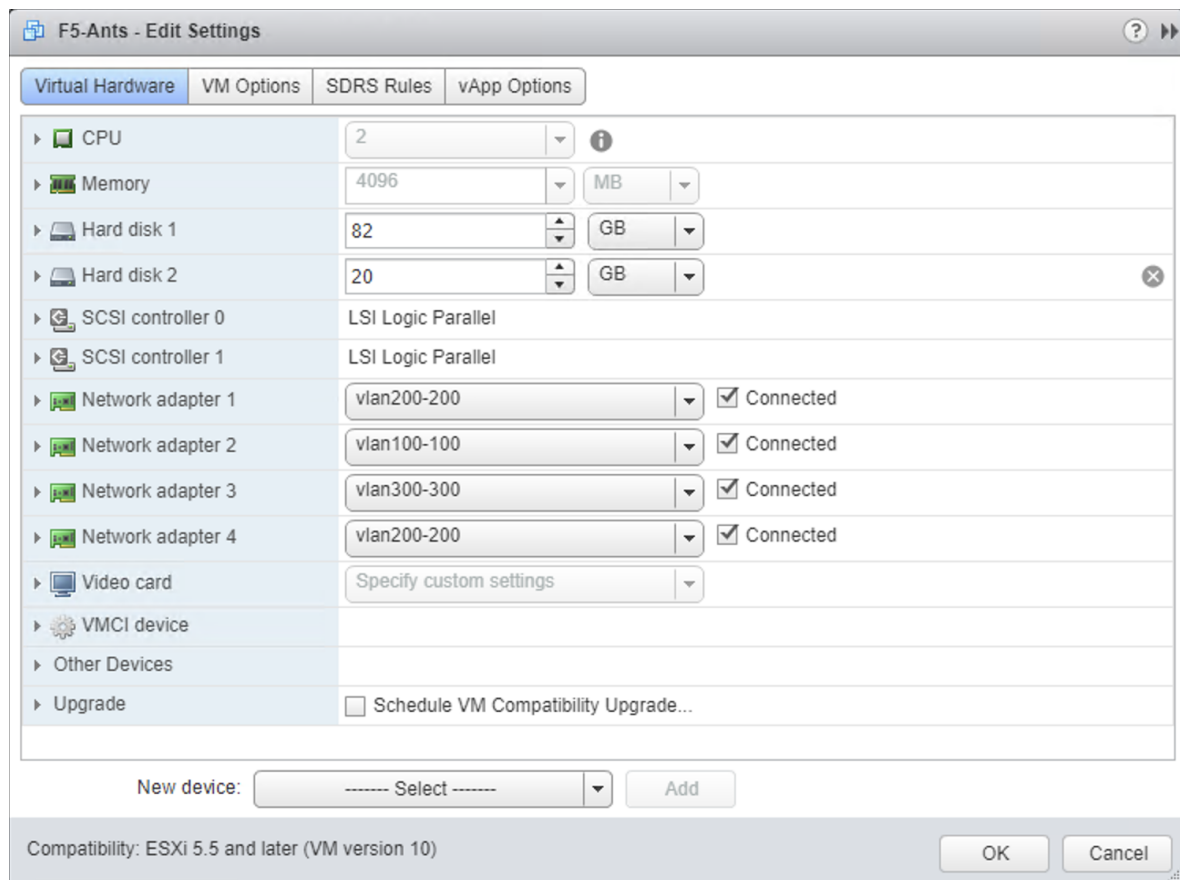 F5-Ants - Edit Settings
Virtual Hardware VM Options SDRS Rules vApp Options
CPU 2
Memory 4096 MB
Hard disk 1 82 GB
Hard disk 2 20 GB
SCSI controller 0 LSI Logic Parallel
SCSI controller 1 LSI Logic Parallel
Network adapter 1 vlan200-200 Connected
Network adapter 2 vlan100-100 Connected
Network adapter 3 vlan300-300 Connected
Network adapter 4 vlan200-200 Connected
Video card Specify custom settings
VMCI device
Other Devices
Upgrade Schedule VM Compatibility Upgrade...
New device: ------- Select ------- Add
Compatibility: ESXi 5.5 and later (VM version 10) OK Cancel